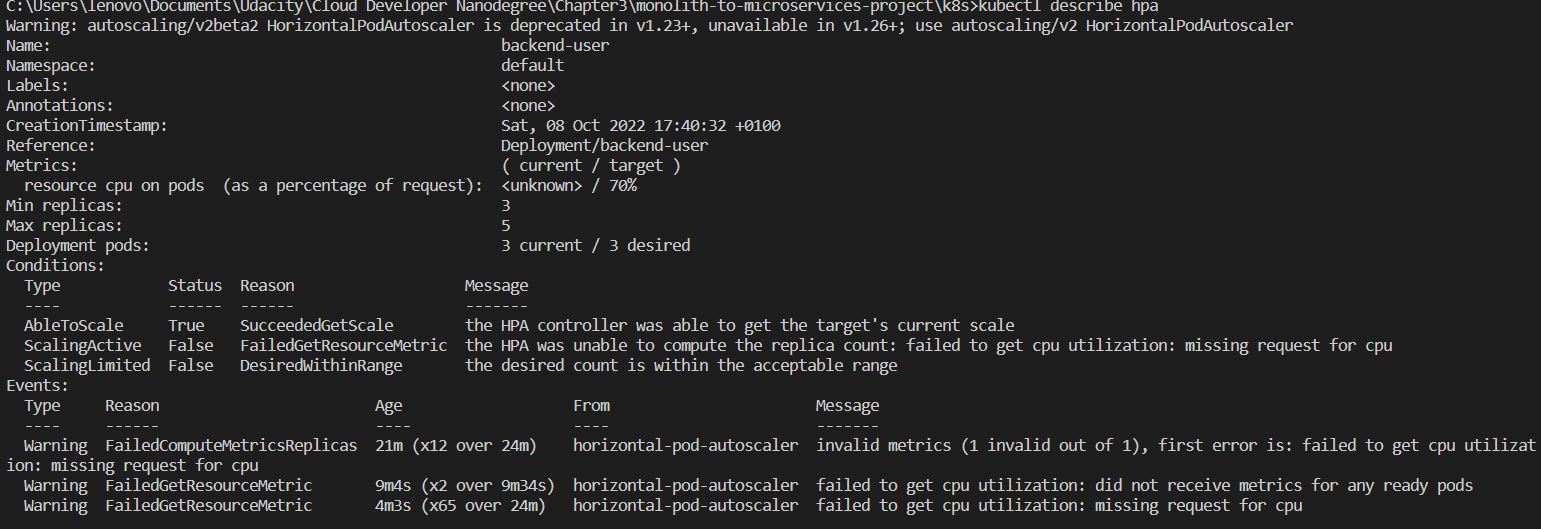 C:\Users\lenovo\Documents\Udacity\Cloud Developer Nanodegree\Chapter3\monolith-to-microservices-project\k8s>kubectl describe hpa
Warning: autoscaling/v2beta2 HorizontalPodAutoscaler is deprecated in v1.23+, unavailable in v1.26+; use autoscaling/v2 HorizontalPodAutoscaler
Name: backend-user
Namespace: default
Labels: <none>
Annotations: <none>
CreationTimestamp: Sat, 08 Oct 2022 17:40:32 +0100
Reference: Deployment/backend-user
Metrics: ( current / target )
  resource cpu on pods  (as a percentage of request): <unknown> / 70%
Min replicas: 3
Max replicas: 5
Deployment pods: 3 current / 3 desired
Conditions:
  Type            Status  Reason                   Message
  ----            ------  ------                   -------
  AbleToScale     True    SucceededGetScale        the HPA controller was able to get the target's current scale
  ScalingActive   False   FailedGetResourceMetric  the HPA was unable to compute the replica count: failed to get cpu utilization: missing request for cpu
  ScalingLimited  False   DesiredWithinRange       the desired count is within the acceptable range
Events:
  Type     Reason                        Age                   From                       Message
  ----     ------                        ----                  ----                       -------
  Warning  FailedComputeMetricsReplicas  21m (x12 over 24m)    horizontal-pod-autoscaler  invalid metrics (1 invalid out of 1), first error is: failed to get cpu utilizat
ion: missing request for cpu
  Warning  FailedGetResourceMetric       9m4s (x2 over 9m34s)  horizontal-pod-autoscaler  failed to get cpu utilization: did not receive metrics for any ready pods
  Warning  FailedGetResourceMetric       4m3s (x65 over 24m)   horizontal-pod-autoscaler  failed to get cpu utilization: missing request for cpu